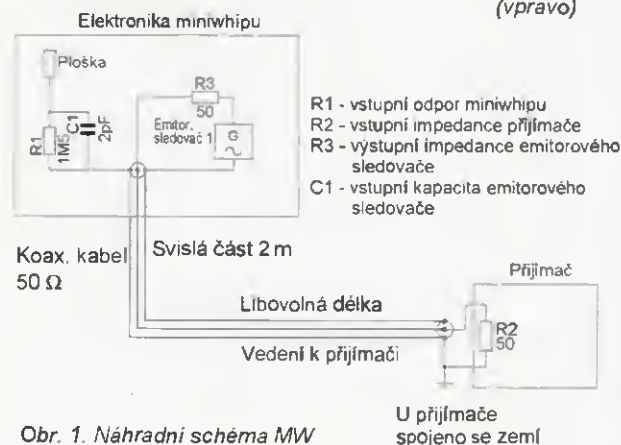 (vpravo)
Elektronika miniwhipu
Ploška
R3
50
R1
1M5
C1
2pF
Emitor.
sledovač 1
G
R1 - vstupní odpor miniwhipu
R2 - vstupní impedance přijímače
R3 - výstupní impedance emitorového
sledovače
C1 - vstupní kapacita emitorového
sledovače
Koax. kabel
50 Ω
Svislá část 2 m
Přijímač
Libovolná délka
R2
50
Vedení k přijímači
U přijímače
spojeno se zemí
Obr. 1. Náhradní schéma MW